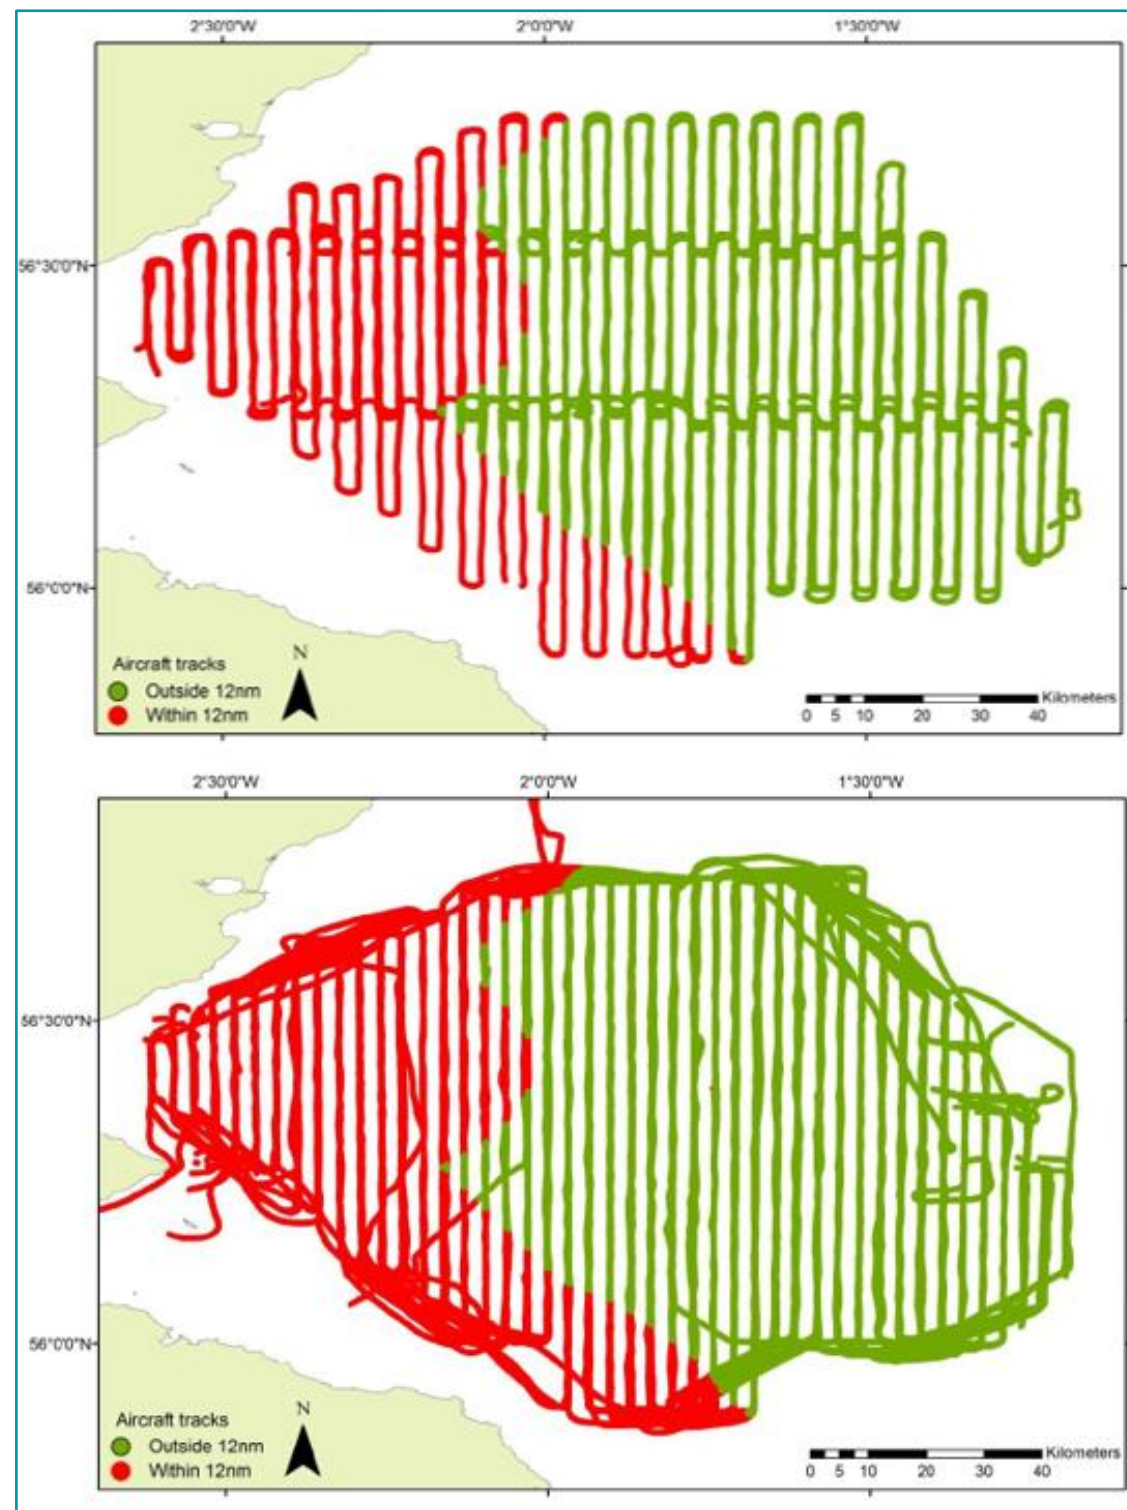 2°30'0"W 2°0'0"W 1°30'0"W
56°30'0"N
56°0'0"N
N
Aircraft tracks
Outside 12nm
Within 12nm
Kilometers
0 5 10 20 30 40
2°30'0"W 2°0'0"W 1°30'0"W
56°30'0"N
56°0'0"N
N
Aircraft tracks
Outside 12nm
Within 12nm
Kilometers
0 5 10 20 30 40